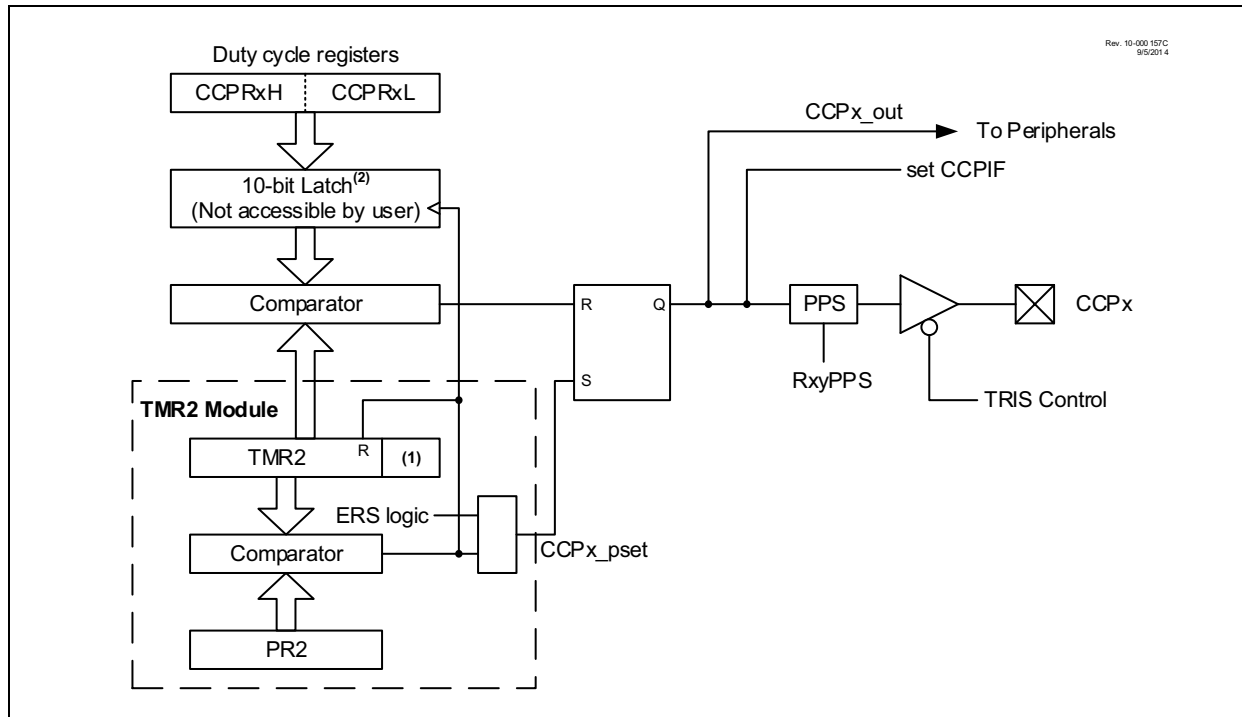 Rev. 10-000 157C
9/5/201 4
Duty cycle registers
CCPRxH CCPRxL
CCPx_out
To Peripherals
set CCPIF
10-bit Latch(2)
(Not accessible by user)
Comparator
R Q
PPS
CCPx
S
RxyPPS
TRIS Control
TMR2 Module
R
TMR2 (1)
ERS logic
Comparator
CCPx_pset
PR2